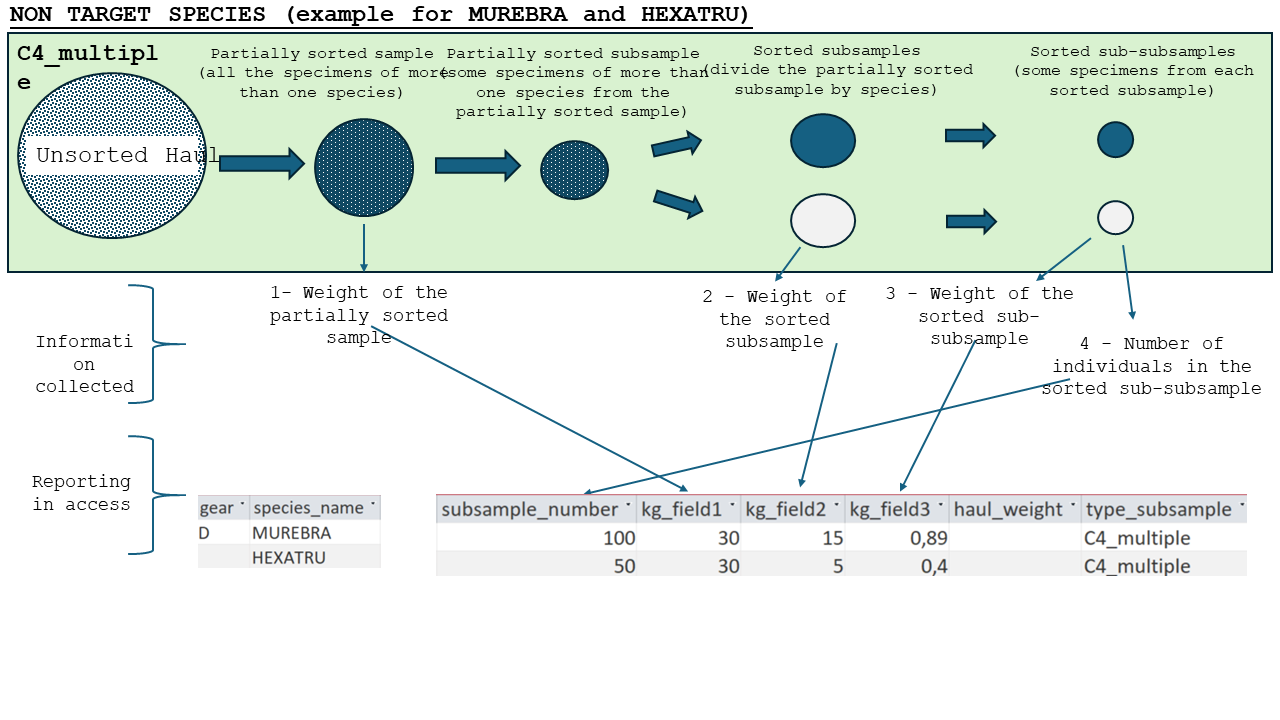 NON TARGET SPECIES (example for MUREBRA and HEXATRU)
C4_multipl
e
Partially sorted sample
(all the specimens of more
than one species)
Partially sorted subsample
(some specimens of more than
one species from the
partially sorted sample)
Sorted subsamples
(divide the partially sorted
subsample by species)
Sorted sub-subsamples
(some specimens from each
sorted subsample)
Unsorted Haul
Informati
on
collected
1- Weight of the
partially sorted
sample
2 - Weight of
the sorted
subsample
3 - Weight of the
sorted sub-
subsample
4 - Number of
individuals in the
sorted sub-subsample
Reporting
in access
gear species_name
D MUREBRA
HEXATRU
subsample_number kg_field1 kg_field2 kg_field3 haul_weight type_subsample
100 30 15 0,89 C4_multiple
50 30 5 0,4 C4_multiple